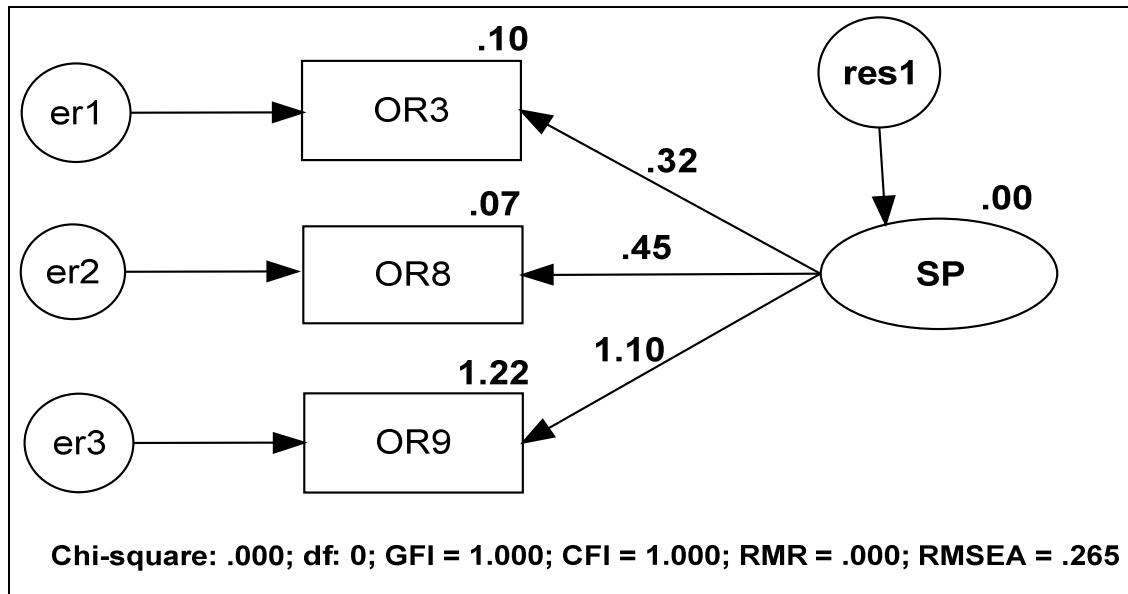 .10
res1
er1
OR3
.32
.07
.00
.45
er2
OR8
SP
1.10
1.22
er3
OR9
Chi-square: .000; df: 0; GFI = 1.000; CFI = 1.000; RMR = .000; RMSEA = .265